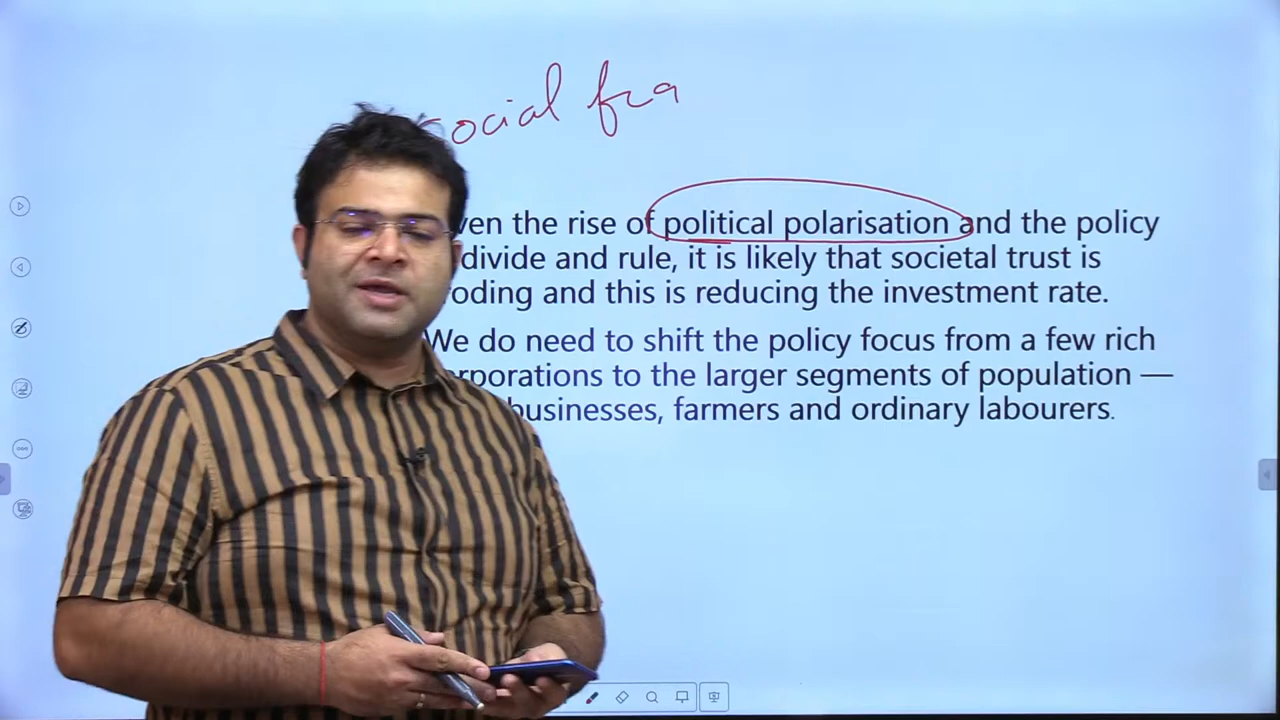 social fra
ven the rise of political polarisation and the policy
divide and rule, it is likely that societal trust is
oding and this is reducing the investment rate.
We do need to shift the policy focus from a few rich
rporations to the larger segments of population —
businesses, farmers and ordinary labourers.